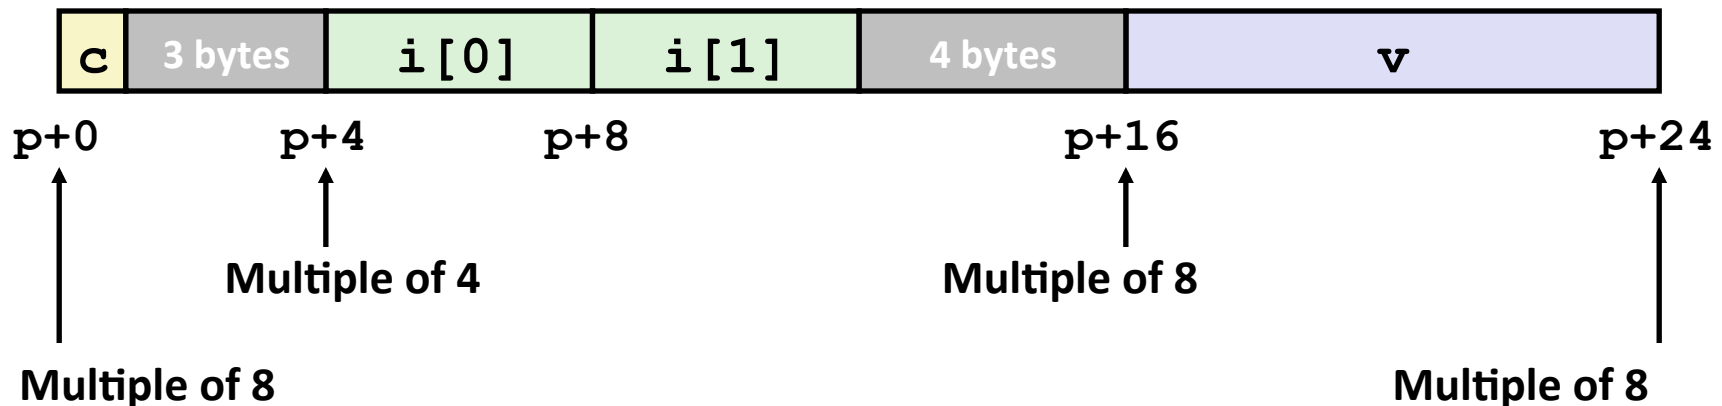 c 3 bytes i[0] i[1] 4 bytes v
p+0 p+4 p+8 p+16 p+24
Multiple of 4 Multiple of 8
Multiple of 8 Multiple of 8